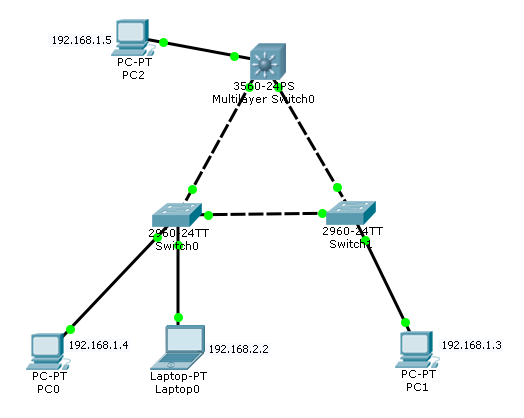 192.168.1.5
PC-PT
PC2
3560-24PS
Multilayer Switch0
2960-24TT
Switch0
2960-24TT
Switch1
192.168.1.4
PC-PT
PC0
192.168.2.2
Laptop-PT
Laptop0
192.168.1.3
PC-PT
PC1